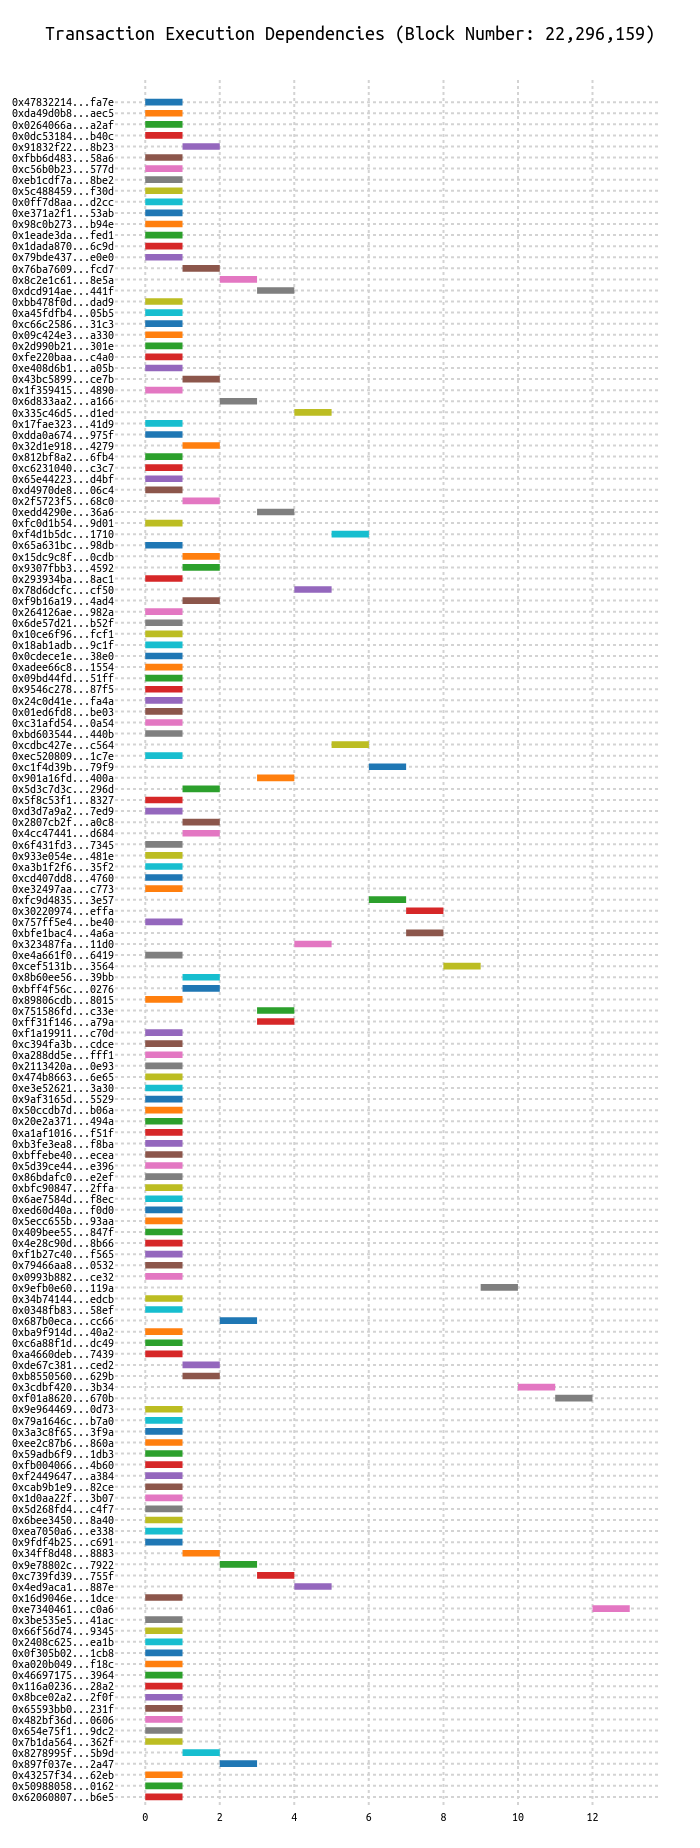 Transaction Execution Dependencies (Block Number: 22,296,159)
0x47832214...fa7e
0xda49d0b8...aec5
0x0264066a...a2af
0x0dc53184...b40c
0x91832f22...8b23
0xfbb6d483...58a6
0xc56b0b23...577d
0xeb1cdf7a...8be2
0x5c488459...f30d
0x0ff7d8aa...d2cc
0xe371a2f1...53ab
0x98c0b273...b94e
0x1eade3da...fed1
0x1dada870...6c9d
0x79bde437...e0e0
0x76ba7609...fcd7
0x8c2e1c61...8e5a
0xdcd914ae...441f
0xbb478f0d...dad9
0xa45fdfb4...05b5
0xc66c2586...31c3
0x09c424e3...a330
0x2d990b21...301e
0xfe220baa...c4a0
0xe408d6b1...a05b
0x43bc5899...ce7b
0x1f359415...4890
0x6d833aa2...a166
0x335c46d5...d1ed
0x17fae323...41d9
0xdda0a674...975f
0x32d1e918...4279
0x812bf8a2...6fb4
0xc6231040...c3c7
0x65e44223...d4bf
0xd4970de8...06c4
0x2f5723f5...68c0
0xedd4290e...36a6
0xfc0d1b54...9d01
0xf4d1b5dc...1710
0x65a631bc...98db
0x15dc9c8f...0cdb
0x9307fbb3...4592
0x293934ba...8ac1
0x78d6dcfc...cf50
0xf9b16a19...4ad4
0x264126ae...982a
0x6de57d21...b52f
0x10ce6f96...fcf1
0x18ab1adb...9c1f
0x0cdece1e...38e0
0xadee66c8...1554
0x09bd44fd...51ff
0x9546c278...87f5
0x24c0d41e...fa4a
0x01ed6fd8...be03
0xc31afd54...0a54
0xbd603544...440b
0xcdbc427e...c564
0xec520809...1c7e
0xc1f4d39b...79f9
0x901a16fd...400a
0x5d3c7d3c...296d
0x5f8c53f1...8327
0xd3d7a9a2...7ed9
0x2807cb2f...a0c8
0x4cc47441...d684
0x6f431fd3...7345
0x933e054e...481e
0xa3b1f2f6...35f2
0xcd407dd8...4760
0xe32497aa...c773
0xfc9d4835...3e57
0x30220974...effa
0x757ff5e4...be40
0xbfe1bac4...4a6a
0x323487fa...11d0
0xe4a661f0...6419
0xcef5131b...3564
0x8b60ee56...39bb
0xbff4f56c...0276
0x89806cdb...8015
0x751586fd...c33e
0xff31f146...a79a
0xf1a19911...c70d
0xc394fa3b...cdce
0xa288dd5e...fff1
0x2113420a...0e93
0x474b8663...6e65
0xe3e52621...3a30
0x9af3165d...5529
0x50ccdb7d...b06a
0x20e2a371...494a
0xa1af1016...f51f
0xb3fe3ea8...f8ba
0xbffebe40...ecea
0x5d39ce44...e396
0x86bdafc0...e2ef
0xbfc90847...2ffa
0x6ae7584d...f8ec
0xed60d40a...f0d0
0x5ecc655b...93aa
0x409bee55...847f
0x4e28c90d...8b66
0xf1b27c40...f565
0x79466aa8...0532
0x0993b882...ce32
0x9efb0e60...119a
0x34b74144...edcb
0x0348fb83...58ef
0x687b0eca...cc66
0xba9f914d...40a2
0xc6a88f1d...dc49
0xa4660deb...7439
0xde67c381...ced2
0xb8550560...629b
0x3cdbf420...3b34
0xf01a8620...670b
0x9e964469...0d73
0x79a1646c...b7a0
0x3a3c8f65...3f9a
0xee2c87b6...860a
0x59adb6f9...1db3
0xfb004066...4b60
0xf2449647...a384
0xcab9b1e9...82ce
0x1d0aa22f...3b07
0x5d268fd4...c4f7
0x6bee3450...8a40
0xea7050a6...e338
0x9fdf4b25...c691
0x34ff8d48...8883
0x9e78802c...7922
0xc739fd39...755f
0x4ed9aca1...887e
0x16d9046e...1dce
0xe7340461...c0a6
0x3be535e5...41ac
0x66f56d74...9345
0x2408c625...ea1b
0x0f305b02...1cb8
0xa020b049...f18c
0x46697175...3964
0x116a0236...28a2
0x8bce02a2...2f0f
0x65593bb0...231f
0x482bf36d...0606
0x654e75f1...9dc2
0x7b1da564...362f
0x8278995f...5b9d
0x897f037e...2a47
0x43257f34...62eb
0x50988058...0162
0x62060807...b6e5
0 2 4 6 8 10 12